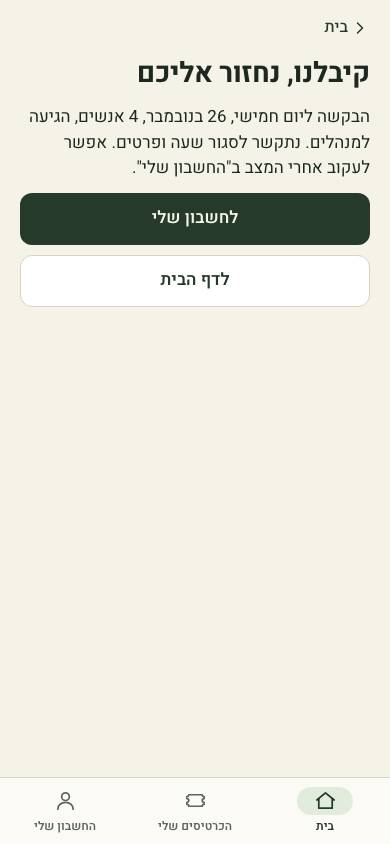 בית
קיבלנו, נחזור אליכם
הבקשה ליום חמישי, 26 בנובמבר, 4 אנשים, הגיעה
למנהלים. נתקשר לסגור שעה ופרטים. אפשר
לעקוב אחרי המצב ב"החשבון שלי".
לחשבון שלי
לדף הבית
בית
הכרטיסים שלי
החשבון שלי